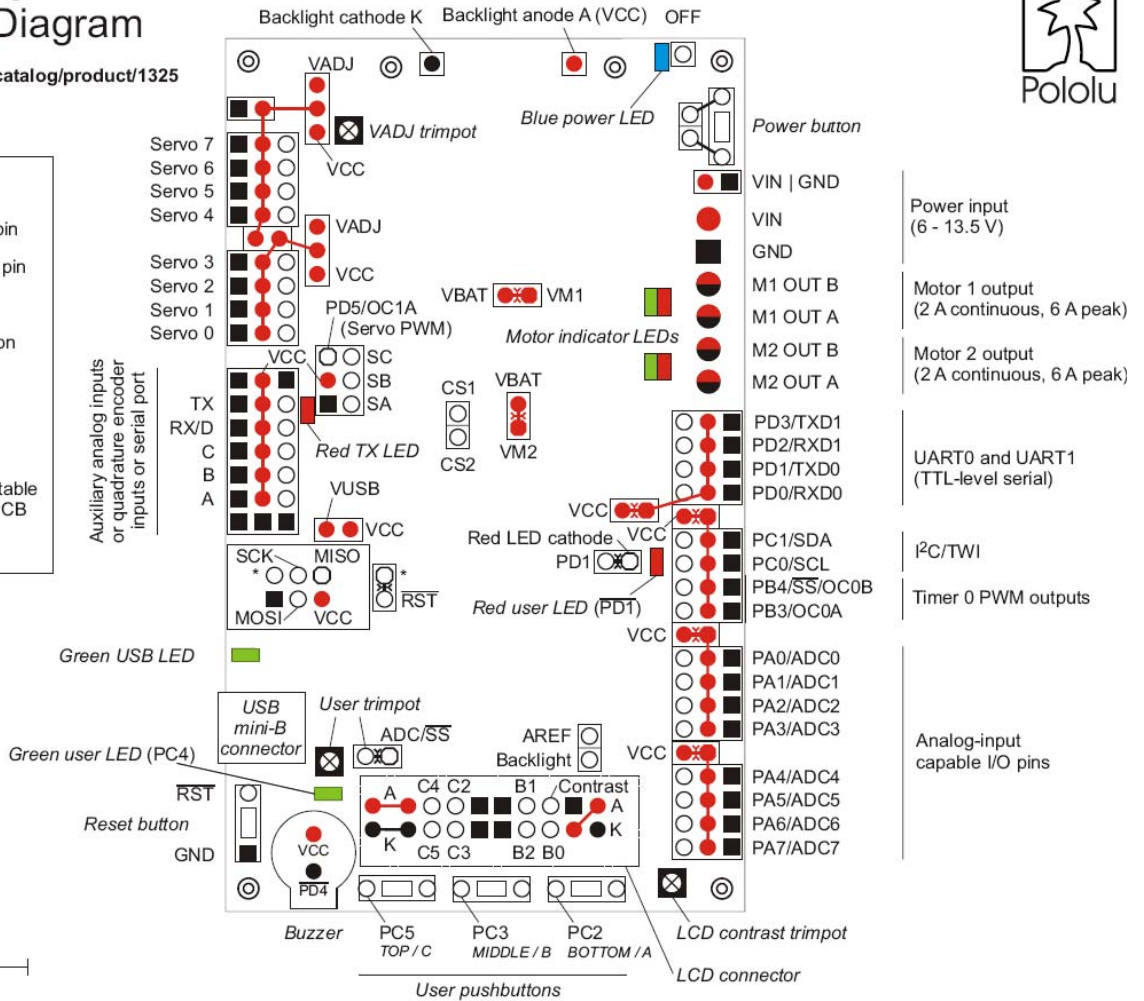 Diagram
catalog/product/1325
Backlight cathode K
Backlight anode A (VCC)
OFF
Pololu
VADJ
VADJ trimpot
VCC
Blue power LED
Power button
Servo 7
Servo 6
Servo 5
Servo 4
Servo 3
Servo 2
Servo 1
Servo 0
pin
pin
on
table
CB
VADJ
VCC
VIN | GND
VIN
GND
Power input
(6 - 13.5 V)
M1 OUT B
M1 OUT A
Motor 1 output
(2 A continuous, 6 A peak)
M2 OUT B
M2 OUT A
Motor 2 output
(2 A continuous, 6 A peak)
VBAT
VM1
Motor indicator LEDs
PD5/OC1A
(Servo PWM)
VCC
SC
SB
SA
CS1
CS2
VBAT
VM2
Auxiliary analog inputs
or quadrature encoder
inputs or serial port
TX
RX/D
C
B
A
Red TX LED
VUSB
VCC
PD3/TXD1
PD2/RXD1
PD1/TXD0
PD0/RXD0
UART0 and UART1
(TTL-level serial)
VCC
VCC
Red LED cathode
PD1
Red user LED (PD1)
PC1/SDA
PC0/SCL
I²C/TWI
PB4/SS/OC0B
PB3/OC0A
Timer 0 PWM outputs
SCK
MISO
*
MOSI
VCC
*
RST
VCC
Green USB LED
PA0/ADC0
PA1/ADC1
PA2/ADC2
PA3/ADC3
Analog-input
capable I/O pins
USB
mini-B
connector
User trimpot
ADC/SS
AREF
Backlight
VCC
Green user LED (PC4)
PA4/ADC4
PA5/ADC5
PA6/ADC6
PA7/ADC7
RST
Reset button
GND
A
C4 C2
B1
Contrast
A
K
C5 C3
B2 B0
K
VCC
PD4
Buzzer
PC5
TOP / C
PC3
MIDDLE / B
PC2
BOTTOM / A
User pushbuttons
LCD contrast trimpot
LCD connector